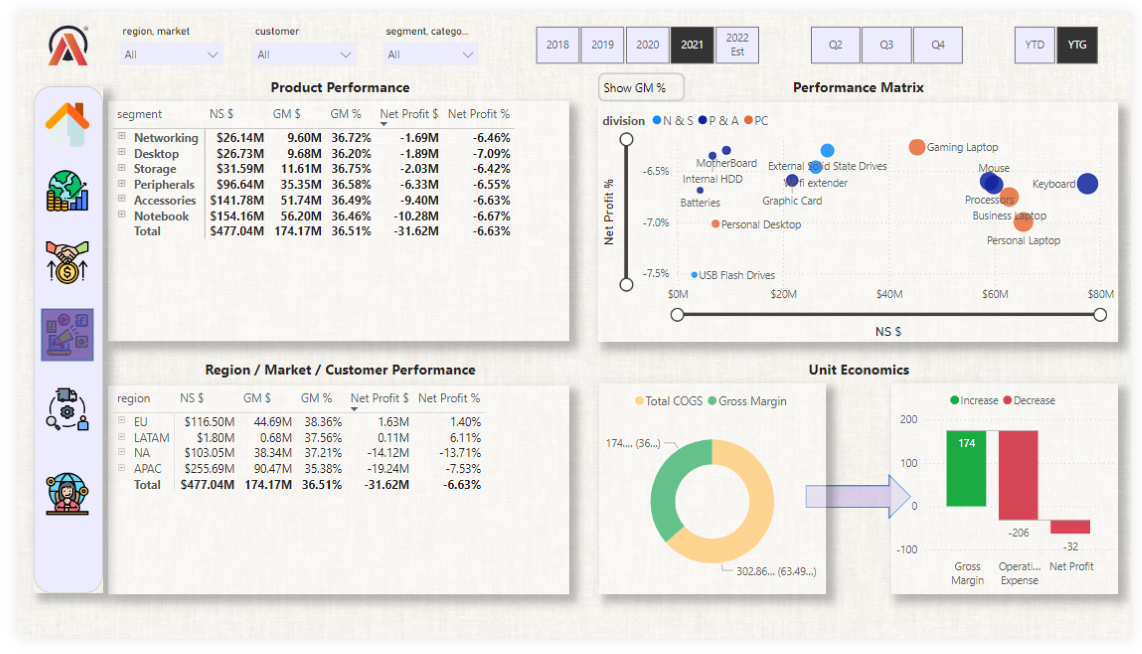 region, market customer segment, catego...
All All All
2018 2019 2020 2021 2022 Est
Q2 Q3 Q4
YTD YTG
Product Performance
segment NS $ GM $ GM % Net Profit $ Net Profit %
Networking $26.14M 9.60M 36.72% -1.69M -6.46%
Desktop $26.73M 9.68M 36.20% -1.89M -7.09%
Storage $31.59M 11.61M 36.75% -2.03M -6.42%
Peripherals $96.64M 35.35M 36.58% -6.33M -6.55%
Accessories $141.78M 51.74M 36.49% -9.40M -6.63%
Notebook $154.16M 56.20M 36.46% -10.28M -6.67%
Total $477.04M 174.17M 36.51% -31.62M -6.63%
Show GM %
Performance Matrix
division N & S P & A PC
Net Profit %
-6.5%
-7.0%
-7.5%
Gaming Laptop
MotherBoard
External Solid State Drives
Mouse
Internal HDD
Wi fi extender
Keyboard
Batteries
Graphic Card
Processors
Business Laptop
Personal Desktop
Personal Laptop
USB Flash Drives
$0M $20M $40M $60M $80M
NS $
Region / Market / Customer Performance
region NS $ GM $ GM % Net Profit $ Net Profit %
EU $116.50M 44.69M 38.36% 1.63M 1.40%
LATAM $1.80M 0.68M 37.56% 0.11M 6.11%
NA $103.05M 38.34M 37.21% -14.12M -13.71%
APAC $255.69M 90.47M 35.38% -19.24M -7.53%
Total $477.04M 174.17M 36.51% -31.62M -6.63%
Unit Economics
Total COGS Gross Margin
174.... (36...)
302.86... (63.49...)
Increase Decrease
200
100
0
-100
174
-206
-32
Gross Margin
Operati... Expense
Net Profit